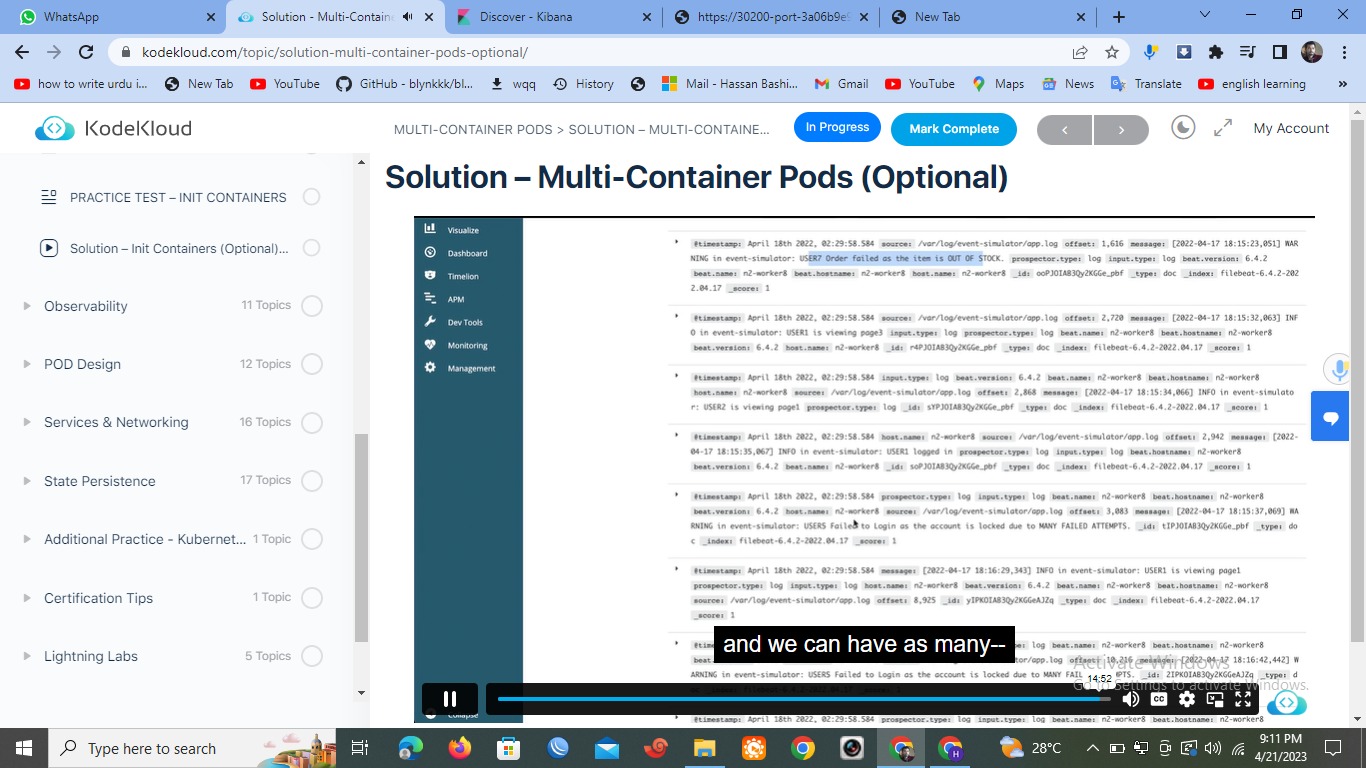 WhatsApp
Solution - Multi-Containe
Discover - Kibana
https://30200-port-3a06b9e9
New Tab
kodekloud.com/topic/solution-multi-container-pods-optional/
how to write urdu i...
New Tab
YouTube
GitHub - blynkkk/bl...
wqq
History
Mail - Hassan Bashi...
Gmail
YouTube
Maps
News
Translate
english learning
KodeKloud
MULTI-CONTAINER PODS > SOLUTION – MULTI-CONTAINE...
In Progress
Mark Complete
My Account
PRACTICE TEST – INIT CONTAINERS
Solution – Init Containers (Optional)...
Observability 11 Topics
POD Design 12 Topics
Services & Networking 16 Topics
State Persistence 17 Topics
Additional Practice - Kubernet... 1 Topic
Certification Tips 1 Topic
Lightning Labs 5 Topics
Solution – Multi-Container Pods (Optional)
Visualize
Dashboard
Timelion
APM
Dev Tools
Monitoring
Management
Collapse
@timestamp: April 18th 2022, 02:29:58.584 source: /var/log/event-simulator/app.log offset: 1,616 message: [2022-04-17 18:15:23,051] WAR
NING in event-simulator: USER7 Order failed as the item is OUT OF STOCK. prospector.type: log input.type: log beat.version: 6.4.2
beat.name: n2-worker8 beat.hostname: n2-worker8 host.name: n2-worker8 _id: ooPJOIAB3Qy2KGGe_pbf _type: doc _index: filebeat-6.4.2-202
2.04.17 _score: 1
@timestamp: April 18th 2022, 02:29:58.584 source: /var/log/event-simulator/app.log offset: 2,720 message: [2022-04-17 18:15:32,063] INF
O in event-simulator: USER1 is viewing page3 input.type: log prospector.type: log beat.name: n2-worker8 beat.hostname: n2-worker8
beat.version: 6.4.2 host.name: n2-worker8 _id: r4PJOIAB3Qy2KGGe_pbf _type: doc _index: filebeat-6.4.2-2022.04.17 _score: 1
@timestamp: April 18th 2022, 02:29:58.584 input.type: log beat.version: 6.4.2 beat.name: n2-worker8 beat.hostname: n2-worker8
host.name: n2-worker8 source: /var/log/event-simulator/app.log offset: 2,868 message: [2022-04-17 18:15:34,066] INFO in event-simulato
r: USER2 is viewing page1 prospector.type: log _id: sYPJOIAB3Qy2KGGe_pbf _type: doc _index: filebeat-6.4.2-2022.04.17 _score: 1
@timestamp: April 18th 2022, 02:29:58.584 host.name: n2-worker8 source: /var/log/event-simulator/app.log offset: 2,942 message: [2022-
04-17 18:15:35,067] INFO in event-simulator: USER1 logged in prospector.type: log input.type: log beat.hostname: n2-worker8
beat.version: 6.4.2 beat.name: n2-worker8 _id: soPJOIAB3Qy2KGGe_pbf _type: doc _index: filebeat-6.4.2-2022.04.17 _score: 1
@timestamp: April 18th 2022, 02:29:58.584 prospector.type: log input.type: log beat.name: n2-worker8 beat.hostname: n2-worker8
beat.version: 6.4.2 host.name: n2-worker8 source: /var/log/event-simulator/app.log offset: 3,083 message: [2022-04-17 18:15:37,069] WA
RNING in event-simulator: USER5 Failed to Login as the account is locked due to MANY FAILED ATTEMPTS. _id: tIPJOIAB3Qy2KGGe_pbf _type: do
c _index: filebeat-6.4.2-2022.04.17 _score: 1
@timestamp: April 18th 2022, 02:29:58.584 message: [2022-04-17 18:16:29,343] INFO in event-simulator: USER1 is viewing page1
prospector.type: log input.type: log host.name: n2-worker8 beat.version: 6.4.2 beat.name: n2-worker8 beat.hostname: n2-worker8
source: /var/log/event-simulator/app.log offset: 8,925 _id: yIPKOIAB3Qy2KGGeAJZq _type: doc _index: filebeat-6.4.2-2022.04.17
_score: 1
and we can have as many--
log beat.name: n2-worker8 beat.hostname: n2-worker8
/app.log offset: 10,216 message: [2022-04-17 18:16:42,442] W
ARNING in event-simulator: USER5 Failed to Login as the account is locked due to MANY FAIL PTS. _id: 2IPKOIAB3Qy2KGGeAJZq _type: d
prospector.type: log input.type: log beat.name: n2-worker8 beat.hostname: n2-worker8
14:52
Activate Windows
Go to Settings to activate Windows.
Type here to search
28°C
9:11 PM
4/21/2023